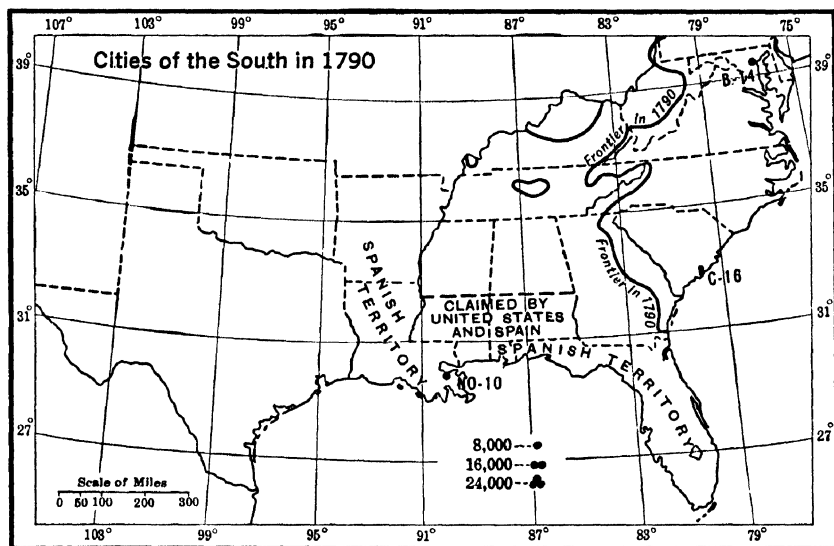 107° 103° 99° 95° 91° 87° 83° 79° 75°
Cities of the South in 1790
39° 39°
B-14
Frontier in 1790
35° 35°
SPANISH TERRITORY
Frontier in 1790
C-16
CLAIMED BY
UNITED STATES
AND SPAIN
31° 31°
SPANISH TERRITORY
NO-10
27° 27°
8,000
16,000
24,000
Scale of Miles
0 50 100 200 300
103° 99° 95° 91° 87° 83° 79°